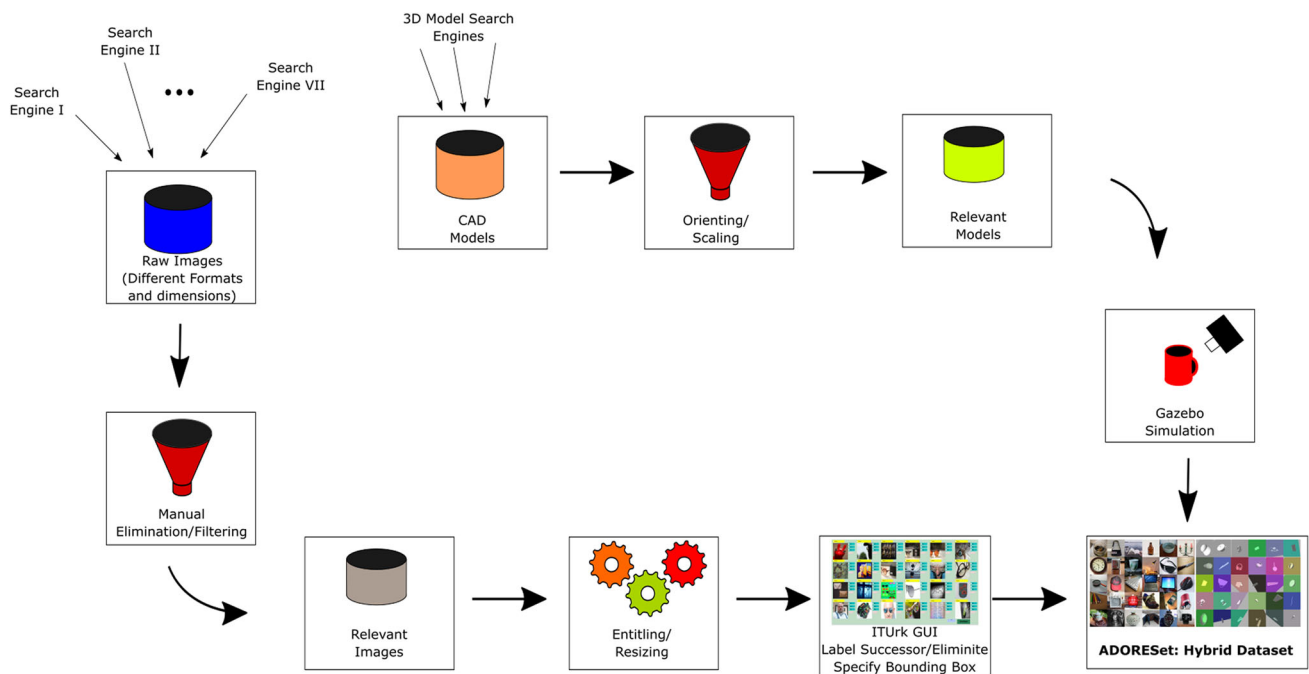 Search
Engine I
Search
Engine II
•••
Search
Engine VII
3D Model Search
Engines
Raw Images
(Different Formats
and dimensions)
CAD
Models
Orienting/
Scaling
Relevant
Models
Gazebo
Simulation
Manual
Elimination/Filtering
Relevant
Images
Entitling/
Resizing
ITUrk GUI
Label Successor/Eliminite
Specify Bounding Box
ADORESet: Hybrid Dataset